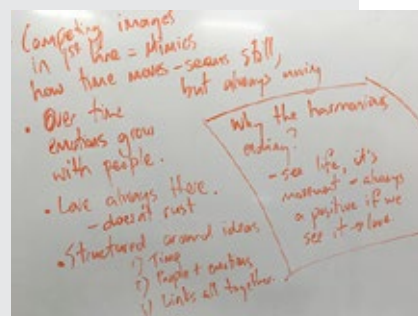 Competing images
in 1st line = Mimics
how time moves - seems still,
but always moving
• Over time
emotions grow
with people.
• Love always there.
- doesn't rust
• Structured around ideas
1) Time
2) People + emotions
3) Links all together.
Why the harmonious
ending?
- see life, it's
movement + always
a positive if we
see it → love.